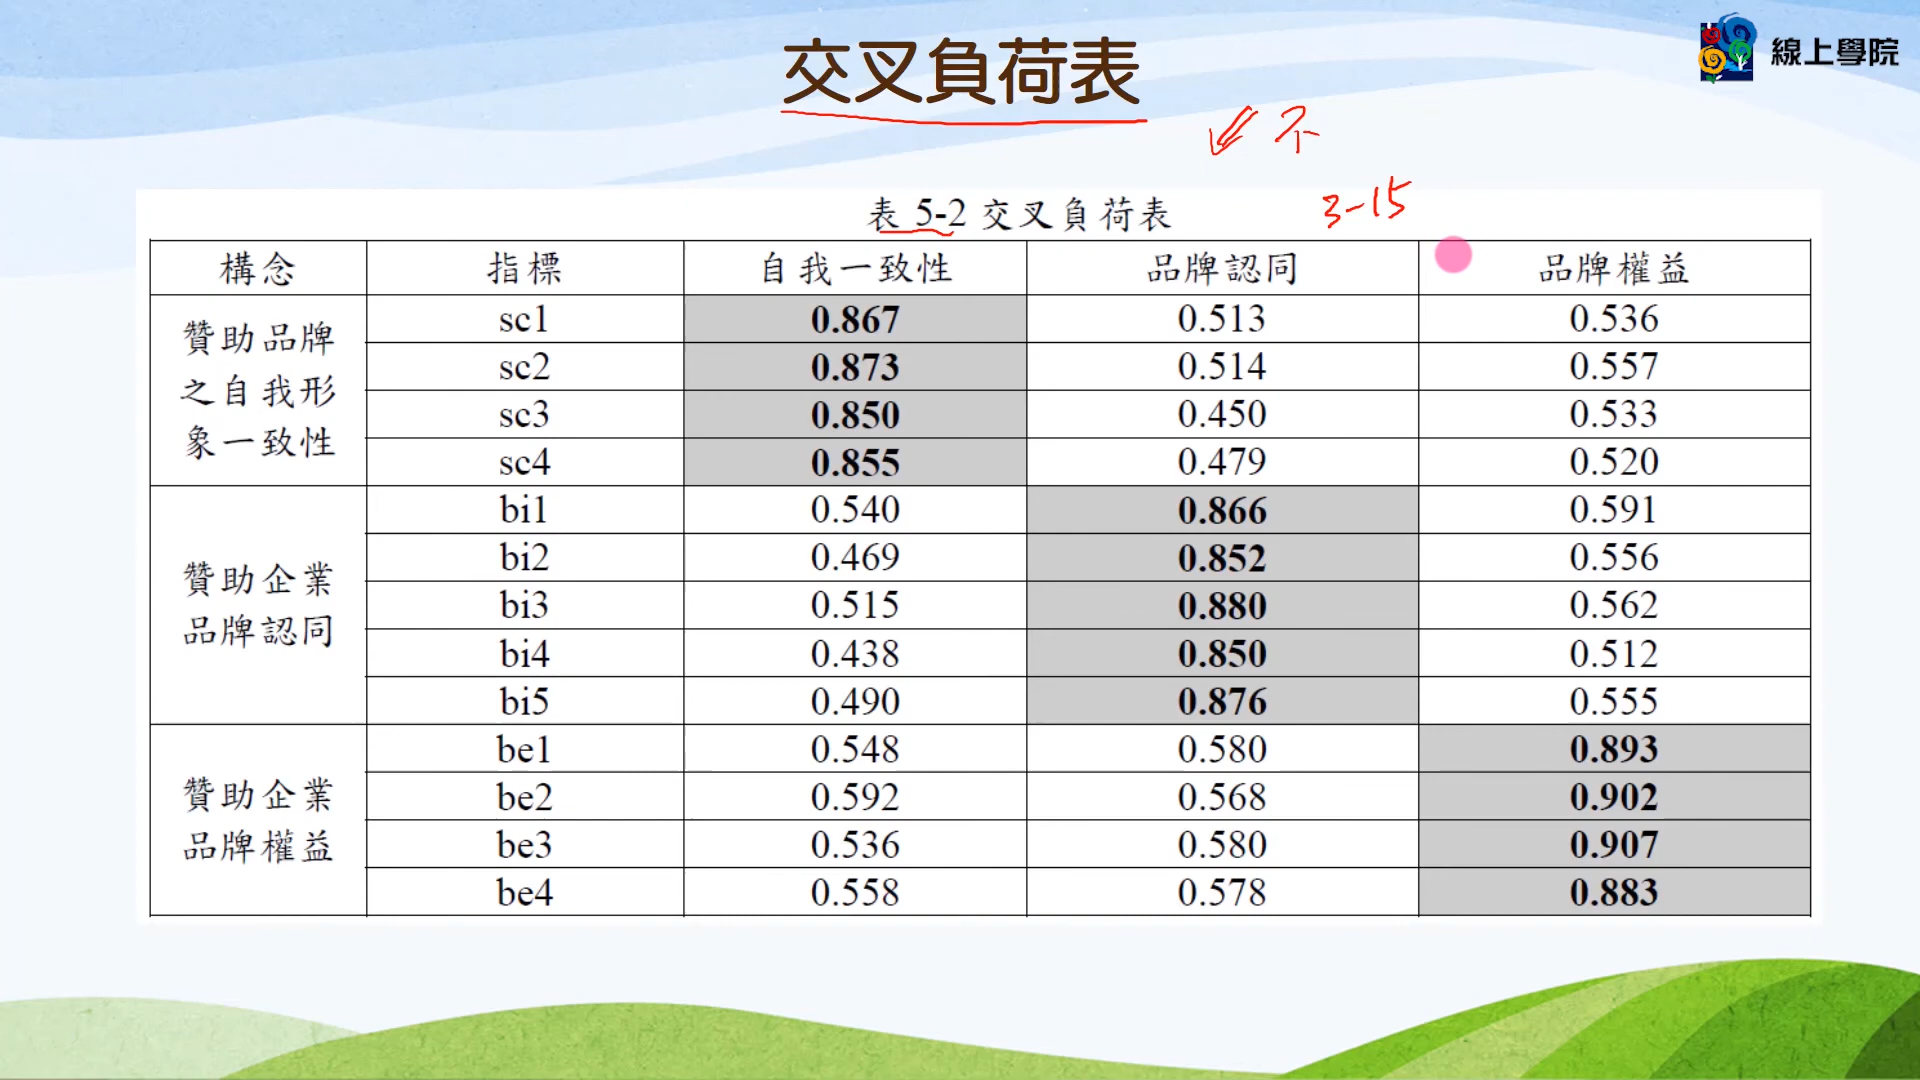 交叉負荷表
線上學院
不
3-15
表 5-2 交叉負荷表
構念 指標 自我一致性 品牌認同 品牌權益
贊助品牌
之自我形
象一致性
sc1 0.867 0.513 0.536
sc2 0.873 0.514 0.557
sc3 0.850 0.450 0.533
sc4 0.855 0.479 0.520
贊助企業
品牌認同
bi1 0.540 0.866 0.591
bi2 0.469 0.852 0.556
bi3 0.515 0.880 0.562
bi4 0.438 0.850 0.512
bi5 0.490 0.876 0.555
贊助企業
品牌權益
be1 0.548 0.580 0.893
be2 0.592 0.568 0.902
be3 0.536 0.580 0.907
be4 0.558 0.578 0.883